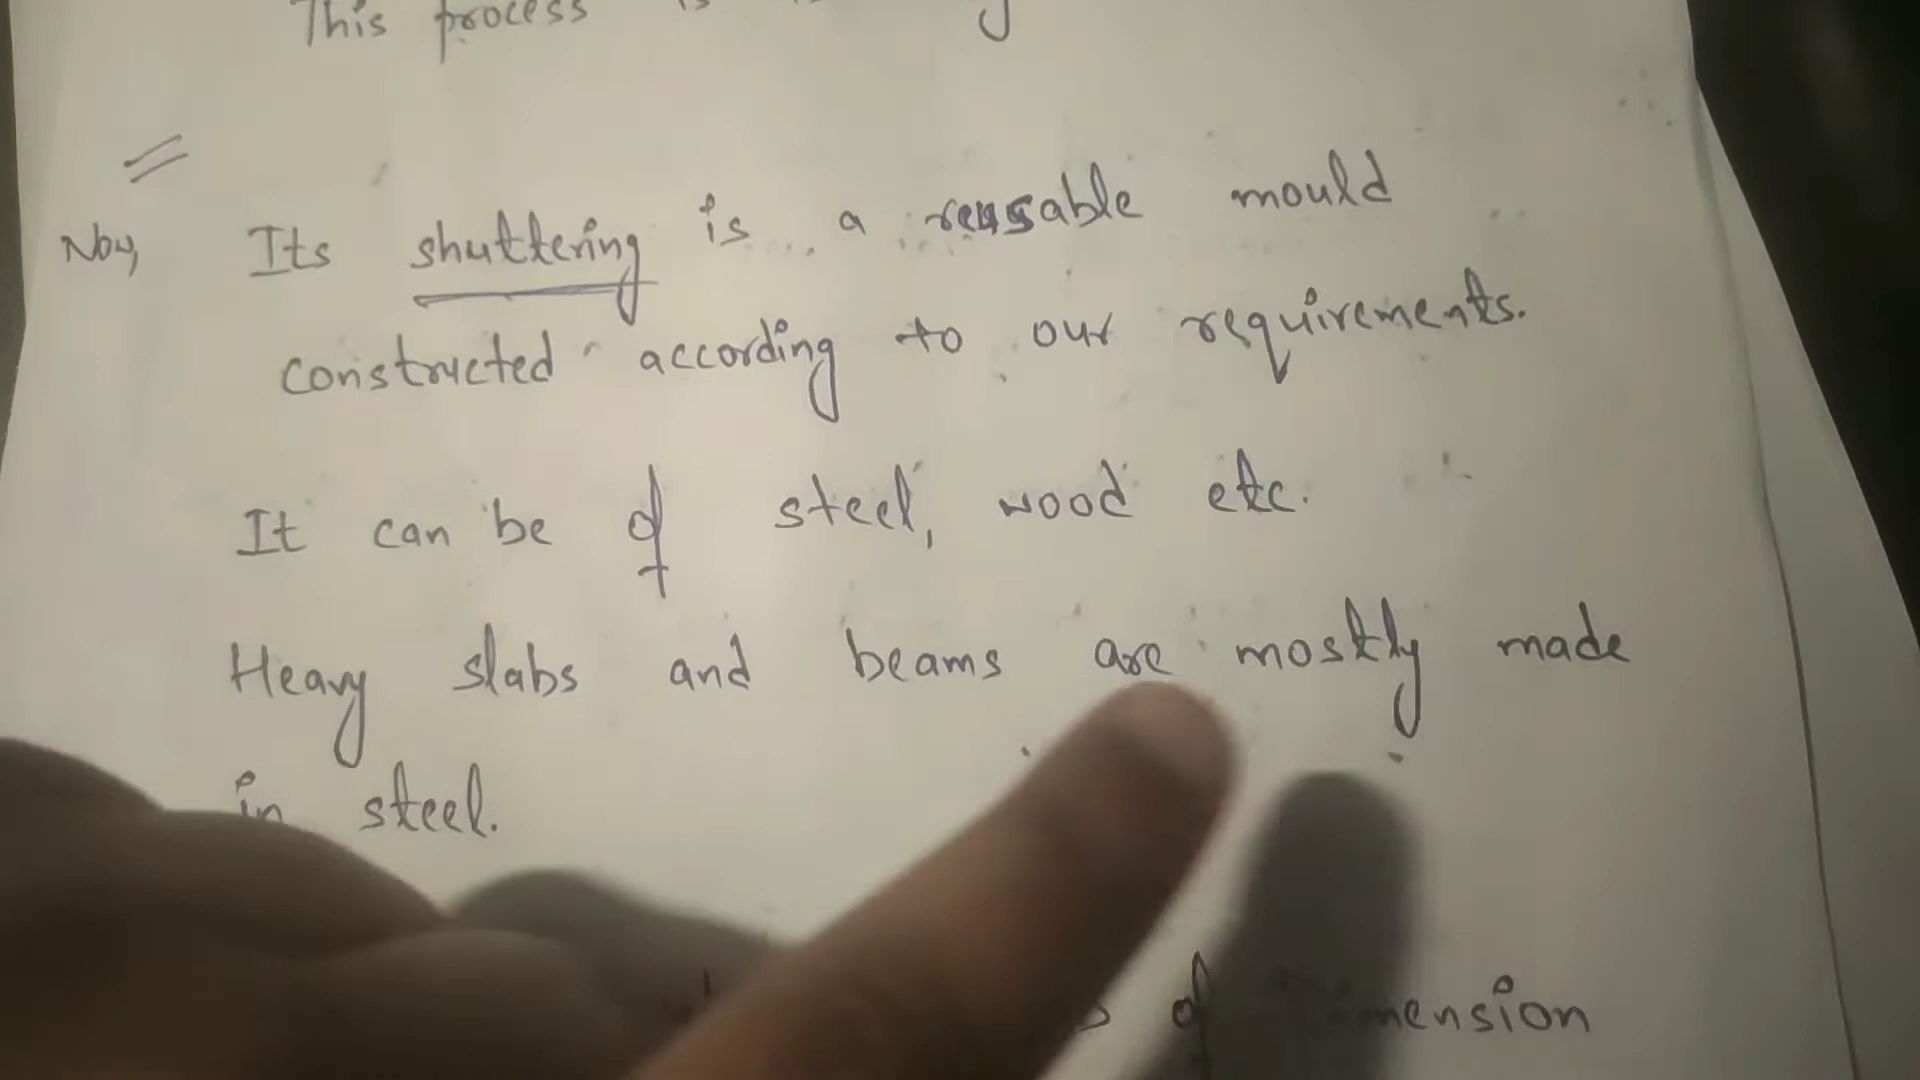 This process
Now, Its shuttering is a reusable mould
constructed according to our requirements.
It can be of steel, wood etc.
Heavy slabs and beams are mostly made
in steel.
of